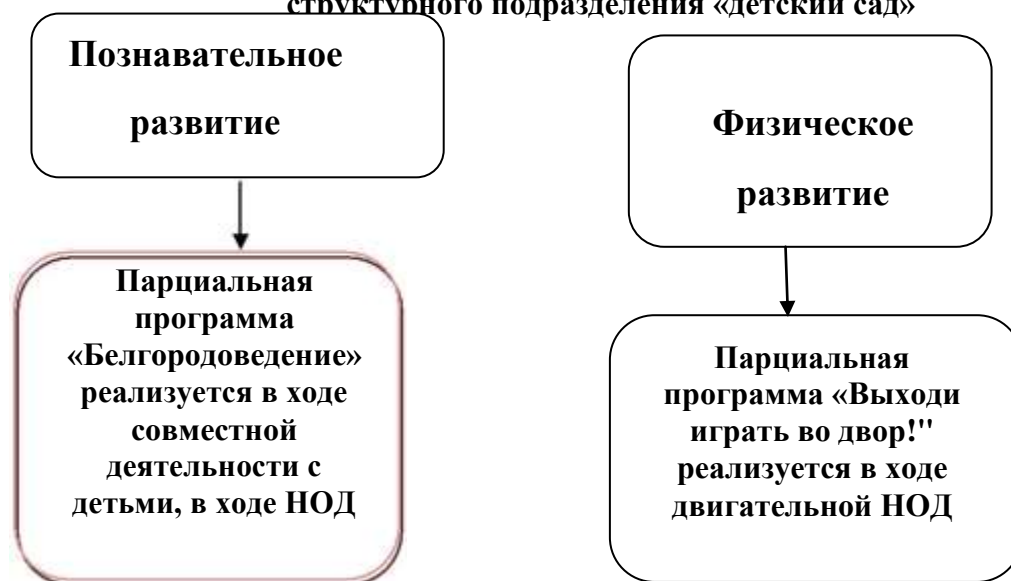 структурного подразделения «детский сад»
Познавательное
развитие
Физическое
развитие
Парциальная
программа
«Белгородоведение»
реализуется в ходе
совместной
деятельности с
детьми, в ходе НОД
Парциальная
программа «Выходи
играть во двор!"
реализуется в ходе
двигательной НОД